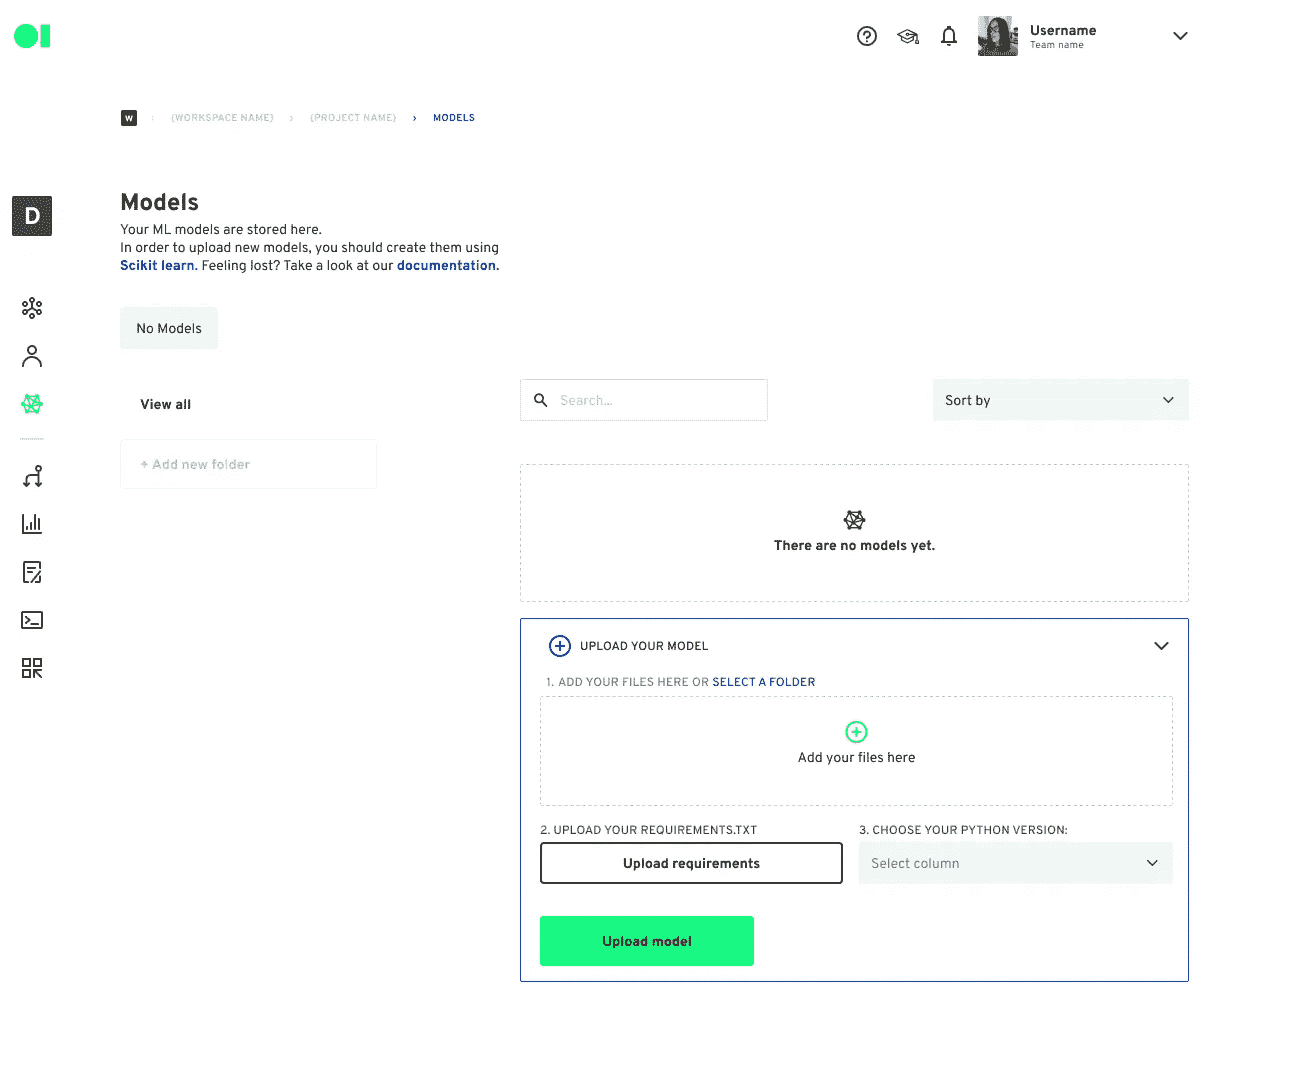 Username
Team name
W
{WORKSPACE NAME}
{PROJECT NAME}
MODELS
D
Models
Your ML models are stored here.
In order to upload new models, you should create them using
Scikit learn. Feeling lost? Take a look at our documentation.
No Models
View all
Search...
Sort by
+ Add new folder
There are no models yet.
UPLOAD YOUR MODEL
1. ADD YOUR FILES HERE OR SELECT A FOLDER
Add your files here
2. UPLOAD YOUR REQUIREMENTS.TXT
3. CHOOSE YOUR PYTHON VERSION:
Upload requirements
Select column
Upload model